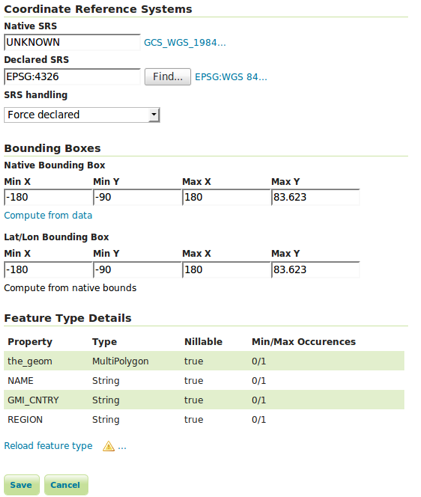 Coordinate Reference Systems
Native SRS
UNKNOWN GCS_WGS_1984...
Declared SRS
EPSG:4326 Find... EPSG:WGS 84...
SRS handling
Force declared
Bounding Boxes
Native Bounding Box
Min X Min Y Max X Max Y
-180 -90 180 83.623
Compute from data
Lat/Lon Bounding Box
Min X Min Y Max X Max Y
-180 -90 180 83.623
Compute from native bounds
Feature Type Details
Property Type Nillable Min/Max Occurences
the_geom MultiPolygon true 0/1
NAME String true 0/1
GMI_CNTRY String true 0/1
REGION String true 0/1
Reload feature type ...
Save Cancel